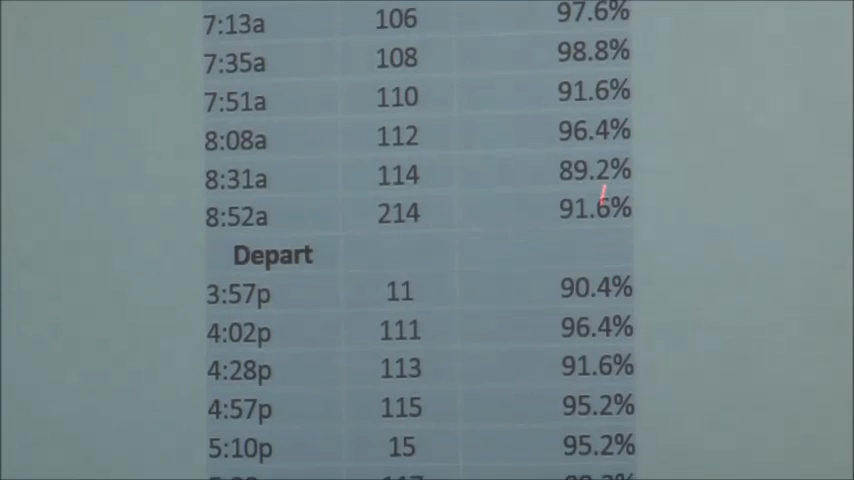 7:13a 106 97.6%
7:35a 108 98.8%
7:51a 110 91.6%
8:08a 112 96.4%
8:31a 114 89.2%
8:52a 214 91.6%
Depart
3:57p 11 90.4%
4:02p 111 96.4%
4:28p 113 91.6%
4:57p 115 95.2%
5:10p 15 95.2%